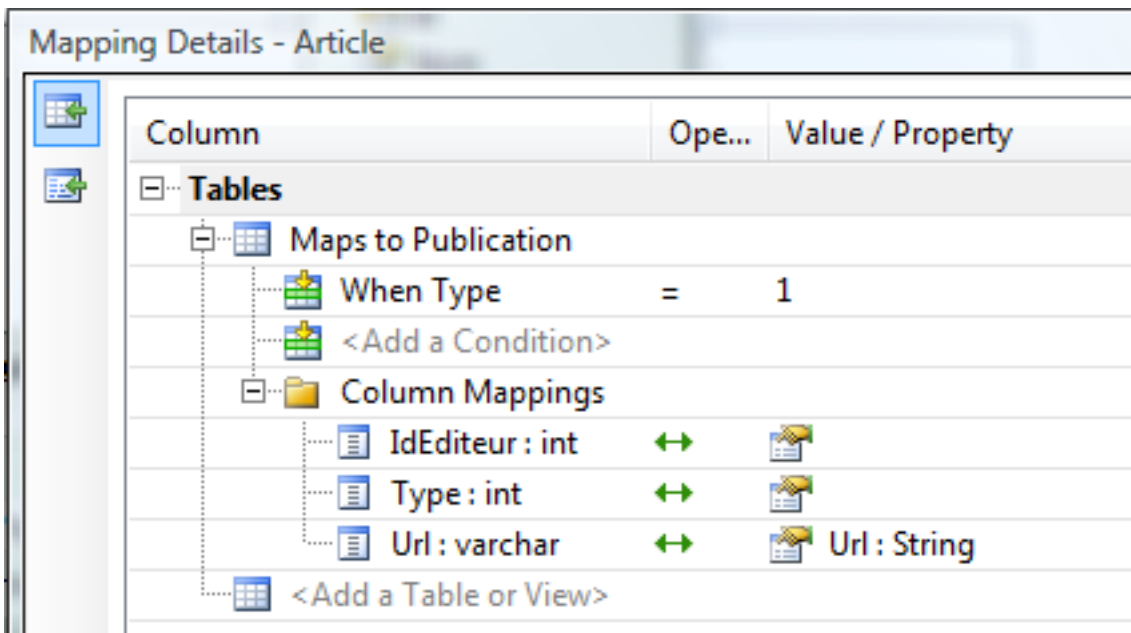 Mapping Details - Article
Column Ope... Value / Property
Tables
Maps to Publication
When Type = 1
<Add a Condition>
Column Mappings
IdEditeur : int
Type : int
Url : varchar Url : String
<Add a Table or View>